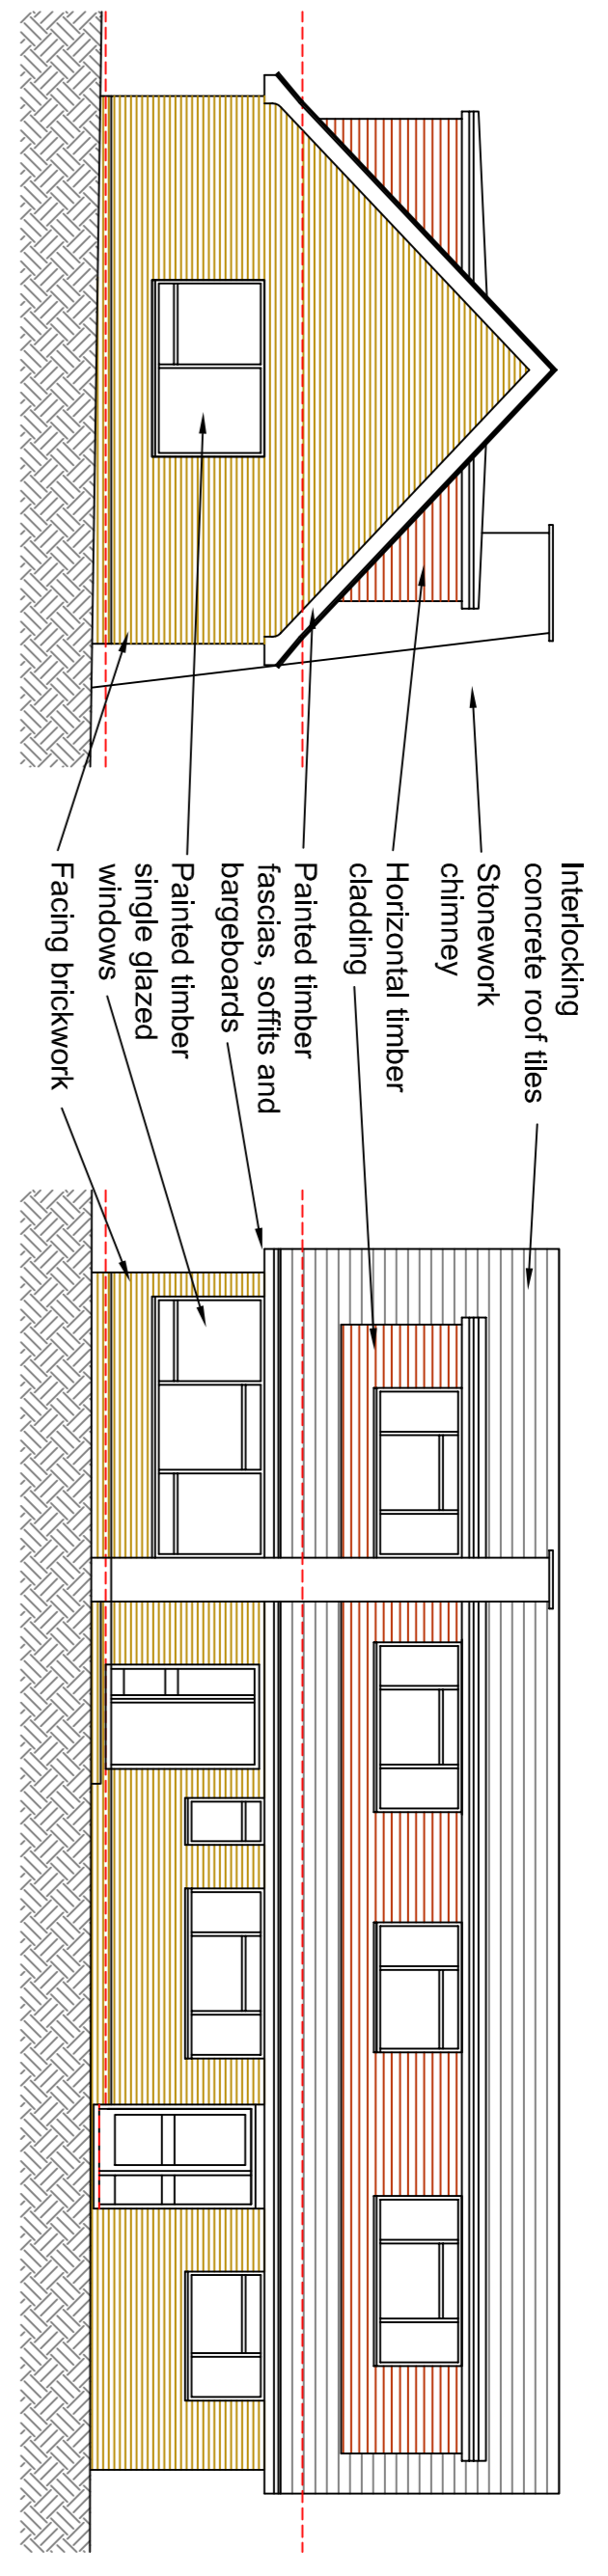 Interlocking
concrete roof tiles
Stonework
chimney
Horizontal timber
cladding
Painted timber
fascias, soffits and
bargeboards
Painted timber
single glazed
windows
Facing brickwork